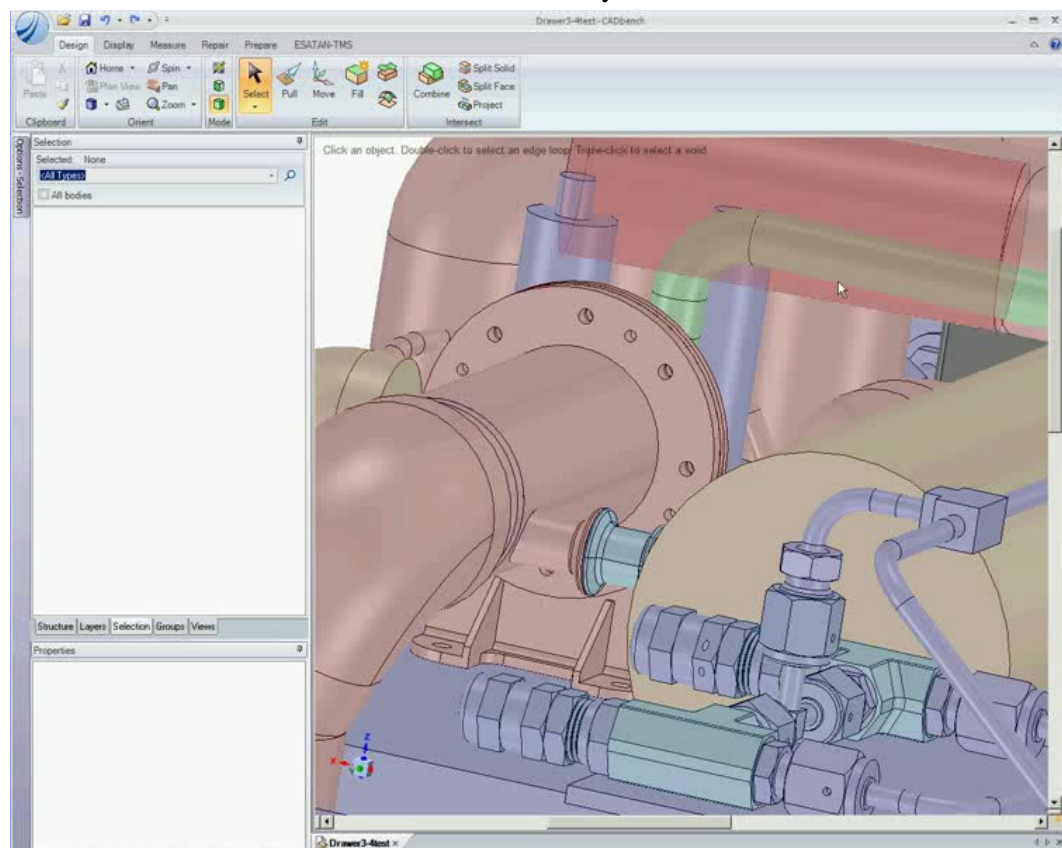 Drawer3-4test - CADbench
Design Display Measure Repair Prepare ESATAN-TMS
Home Spin Split Solid
Plan View Pan Split Face
Paste Zoom Select Pull Move Fill Combine Project
Clipboard Orient Mode Edit Intersect
Options - Selection
Selection
Selected: None
<All Types>
All bodies
Click an object. Double-click to select an edge loop. Triple-click to select a solid
Structure Layers Selection Groups Views
Properties
Z
X
Y
Drawer3-4test